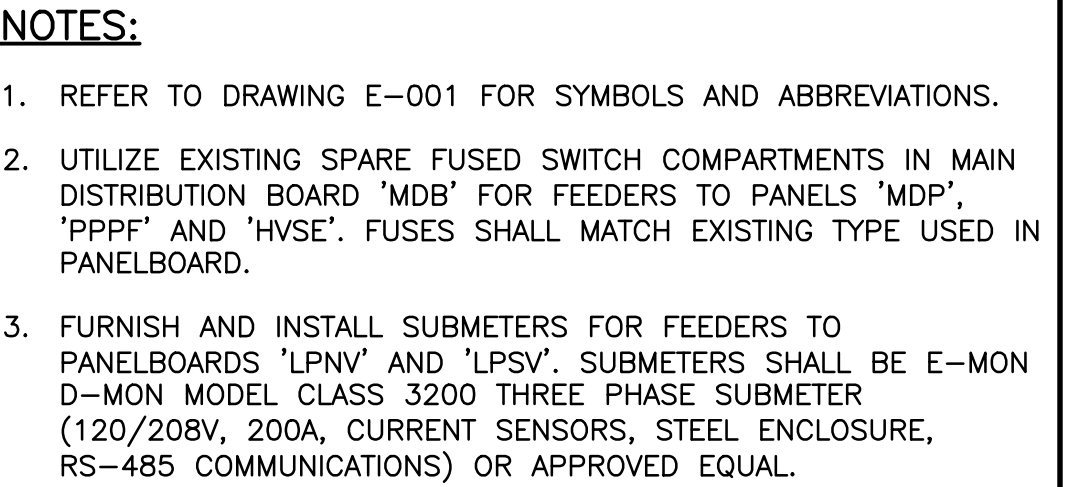 NOTES:
1. REFER TO DRAWING E-001 FOR SYMBOLS AND ABBREVIATIONS.
2. UTILIZE EXISTING SPARE FUSED SWITCH COMPARTMENTS IN MAIN
DISTRIBUTION BOARD 'MDB' FOR FEEDERS TO PANELS 'MDP',
'PPPF' AND 'HVSE'. FUSES SHALL MATCH EXISTING TYPE USED IN
PANELBOARD.
3. FURNISH AND INSTALL SUBMETERS FOR FEEDERS TO
PANELBOARDS 'LPNV' AND 'LPSV'. SUBMETERS SHALL BE E-MON
D-MON MODEL CLASS 3200 THREE PHASE SUBMETER
(120/208V, 200A, CURRENT SENSORS, STEEL ENCLOSURE,
RS-485 COMMUNICATIONS) OR APPROVED EQUAL.